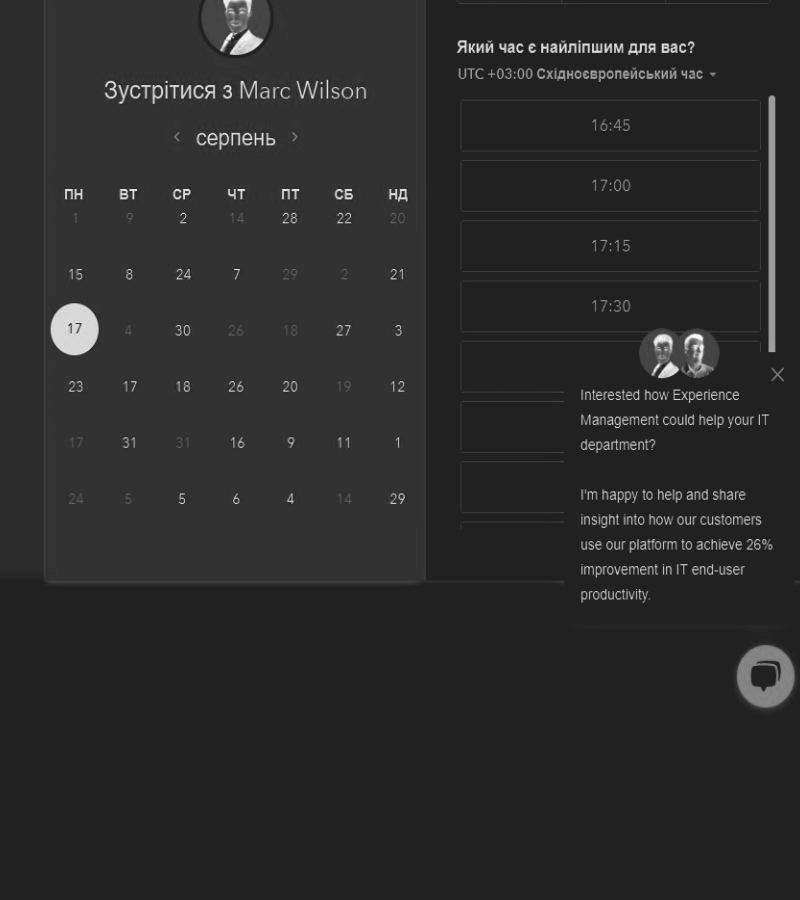 Зустрітися з Marc Wilson
серпень
ПН ВТ СР ЧТ ПТ СБ НД
1 9 2 14 28 22 20
15 8 24 7 29 2 21
17 4 30 26 18 27 3
23 17 18 26 20 19 12
17 31 31 16 9 11 1
24 5 5 6 4 14 29
Який час є найліпшим для вас?
UTC +03:00 Східноєвропейський час
16:45
17:00
17:15
17:30
Interested how Experience
Management could help your IT
department?
I'm happy to help and share
insight into how our customers
use our platform to achieve 26%
improvement in IT end-user
productivity.